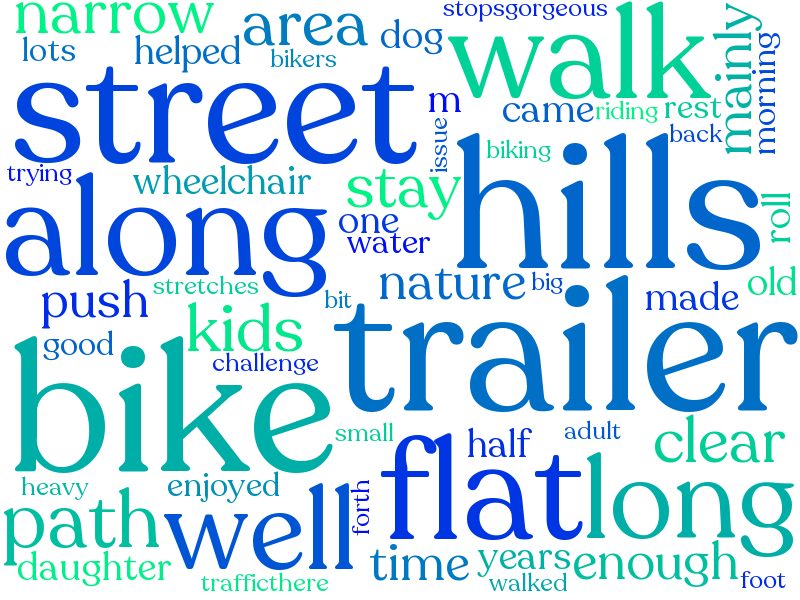 narrow
lots
helped
area
bikers
dog
stopsgorgeous
walk
mainly
morning
street
m
came
riding
rest
back
issue
biking
trying
wheelchair
stay
hills
roll
along
one
water
nature
big
made
old
push
stretches
bit
kids
trailer
good
challenge
bike
small
flat
half
adult
clear
heavy
enjoyed
forth
long
path
well
daughter
trafficthere
time
years
walked
enough
foot